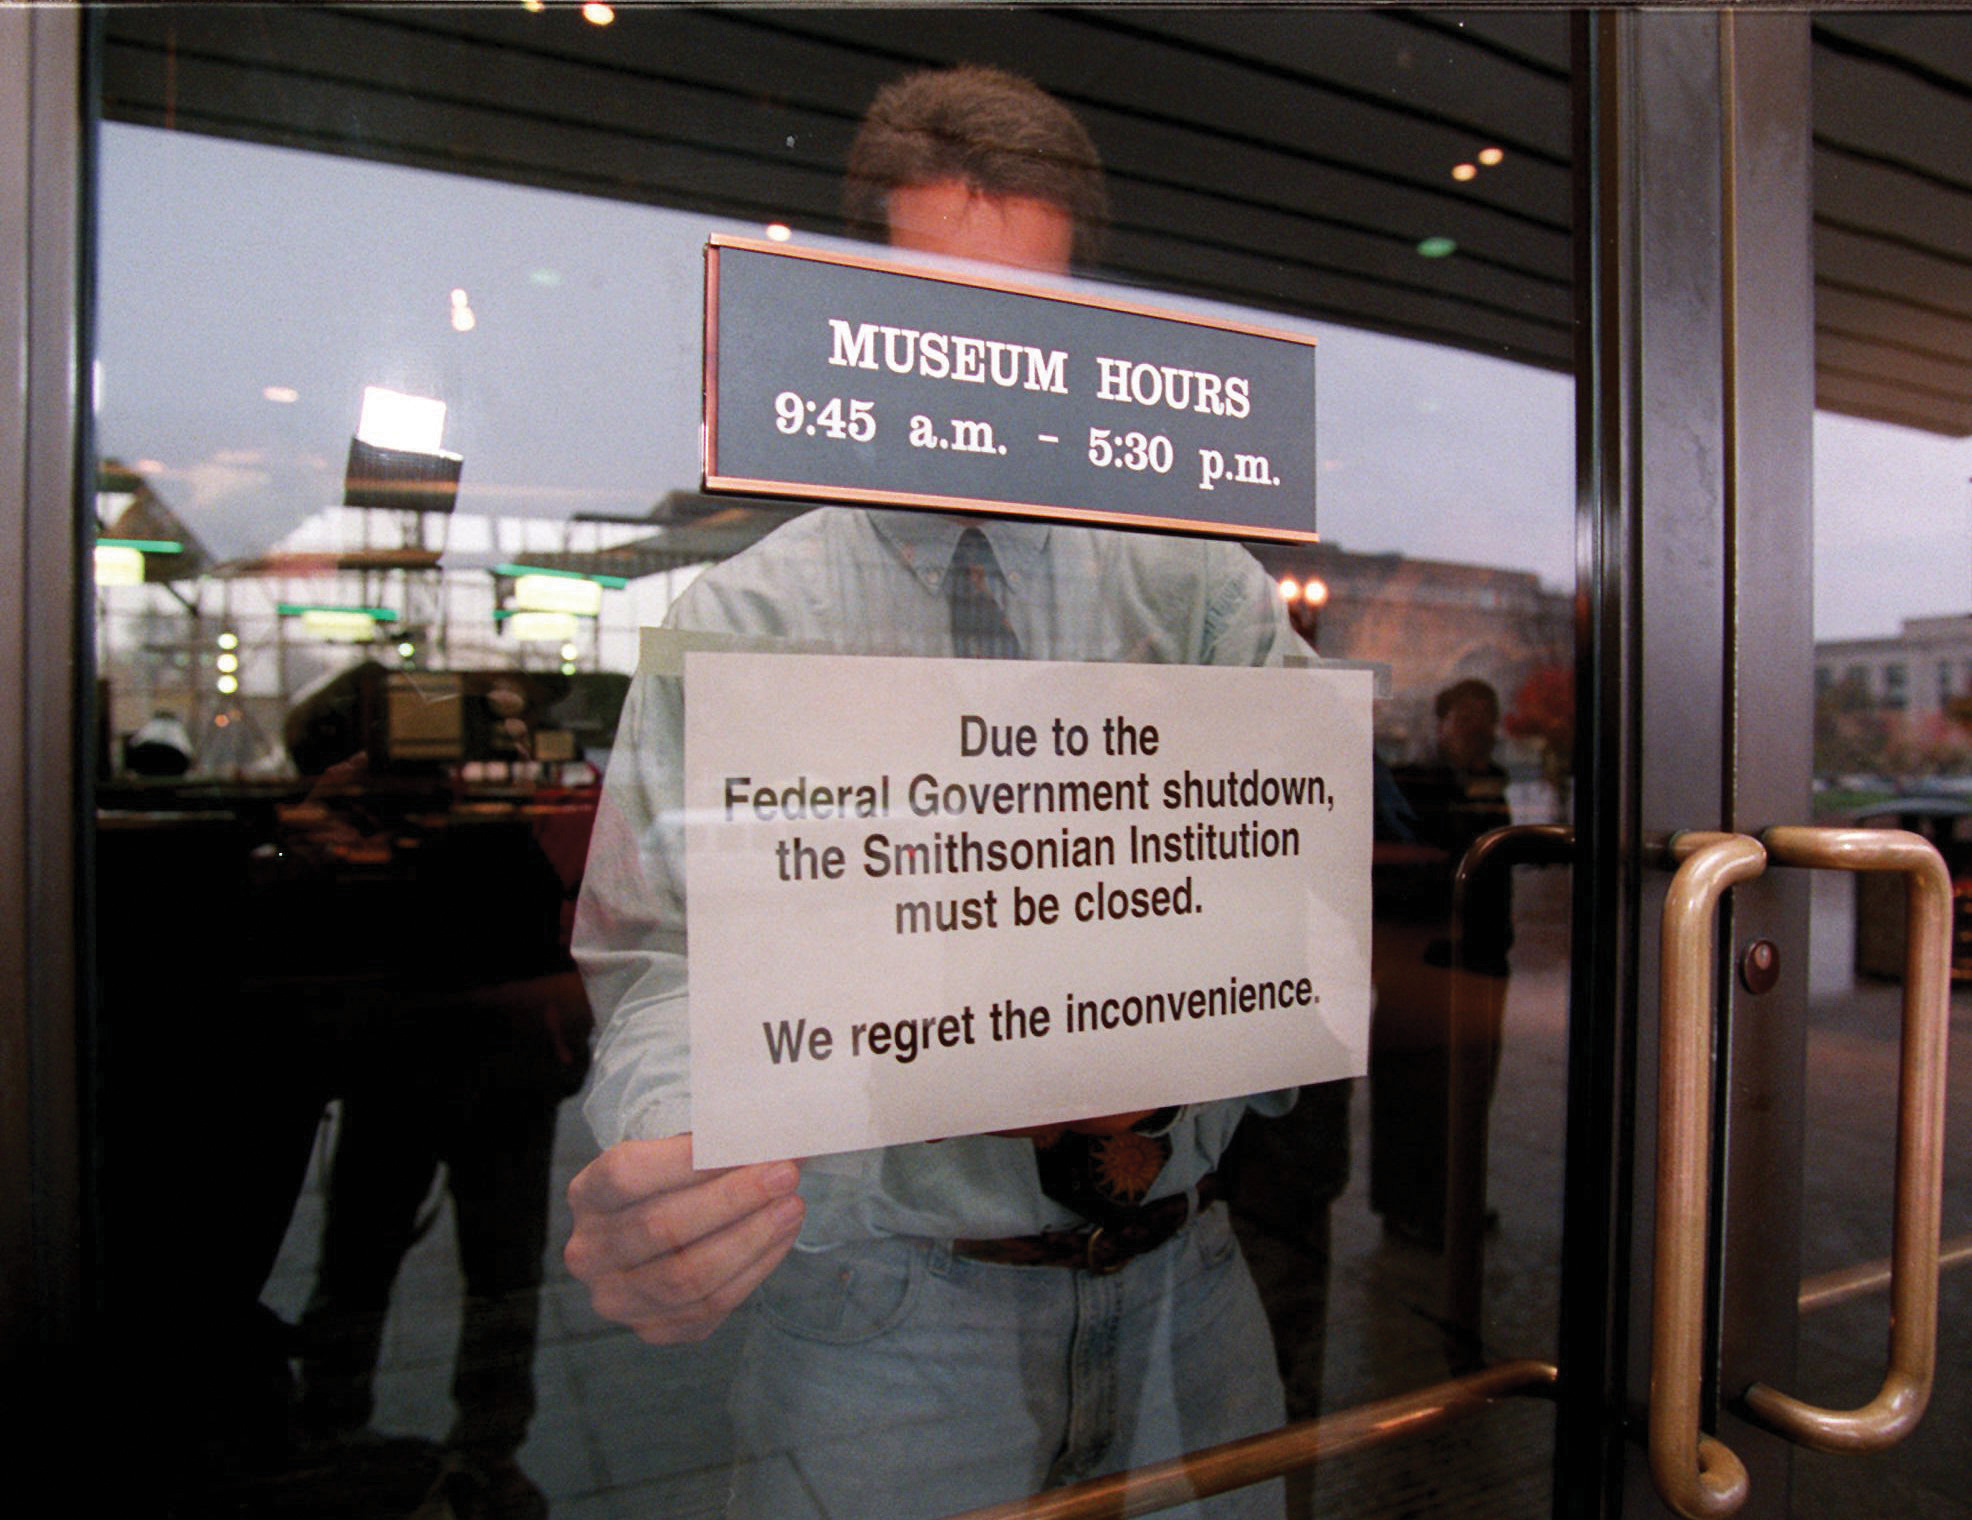 MUSEUM HOURS
9:45 a.m. - 5:30 p.m.
Due to the
Federal Government shutdown,
the Smithsonian Institution
must be closed.
We regret the inconvenience.